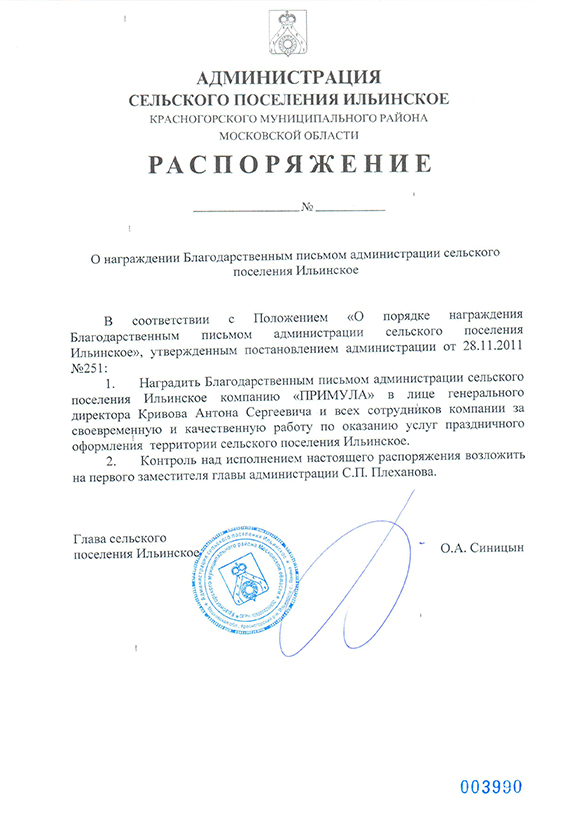 АДМИНИСТРАЦИЯ
СЕЛЬСКОГО ПОСЕЛЕНИЯ ИЛЬИНСКОЕ
КРАСНОГОРСКОГО МУНИЦИПАЛЬНОГО РАЙОНА
МОСКОВСКОЙ ОБЛАСТИ
РАСПОРЯЖЕНИЕ
№
О награждении Благодарственным письмом администрации сельского
поселения Ильинское
В соответствии с Положением «О порядке награждения
Благодарственным письмом администрации сельского поселения
Ильинское», утвержденным постановлением администрации от 28.11.2011
№251:
1. Наградить Благодарственным письмом администрации сельского
поселения Ильинское компанию «ПРИМУЛА» в лице генерального
директора Кривова Антона Сергеевича и всех сотрудников компании за
своевременную и качественную работу по оказанию услуг праздничного
оформления территории сельского поселения Ильинское.
2. Контроль над исполнением настоящего распоряжения возложить
на первого заместителя главы администрации С.П. Плеханова.
Глава сельского
поселения Ильинское
О.А. Синицын
003990